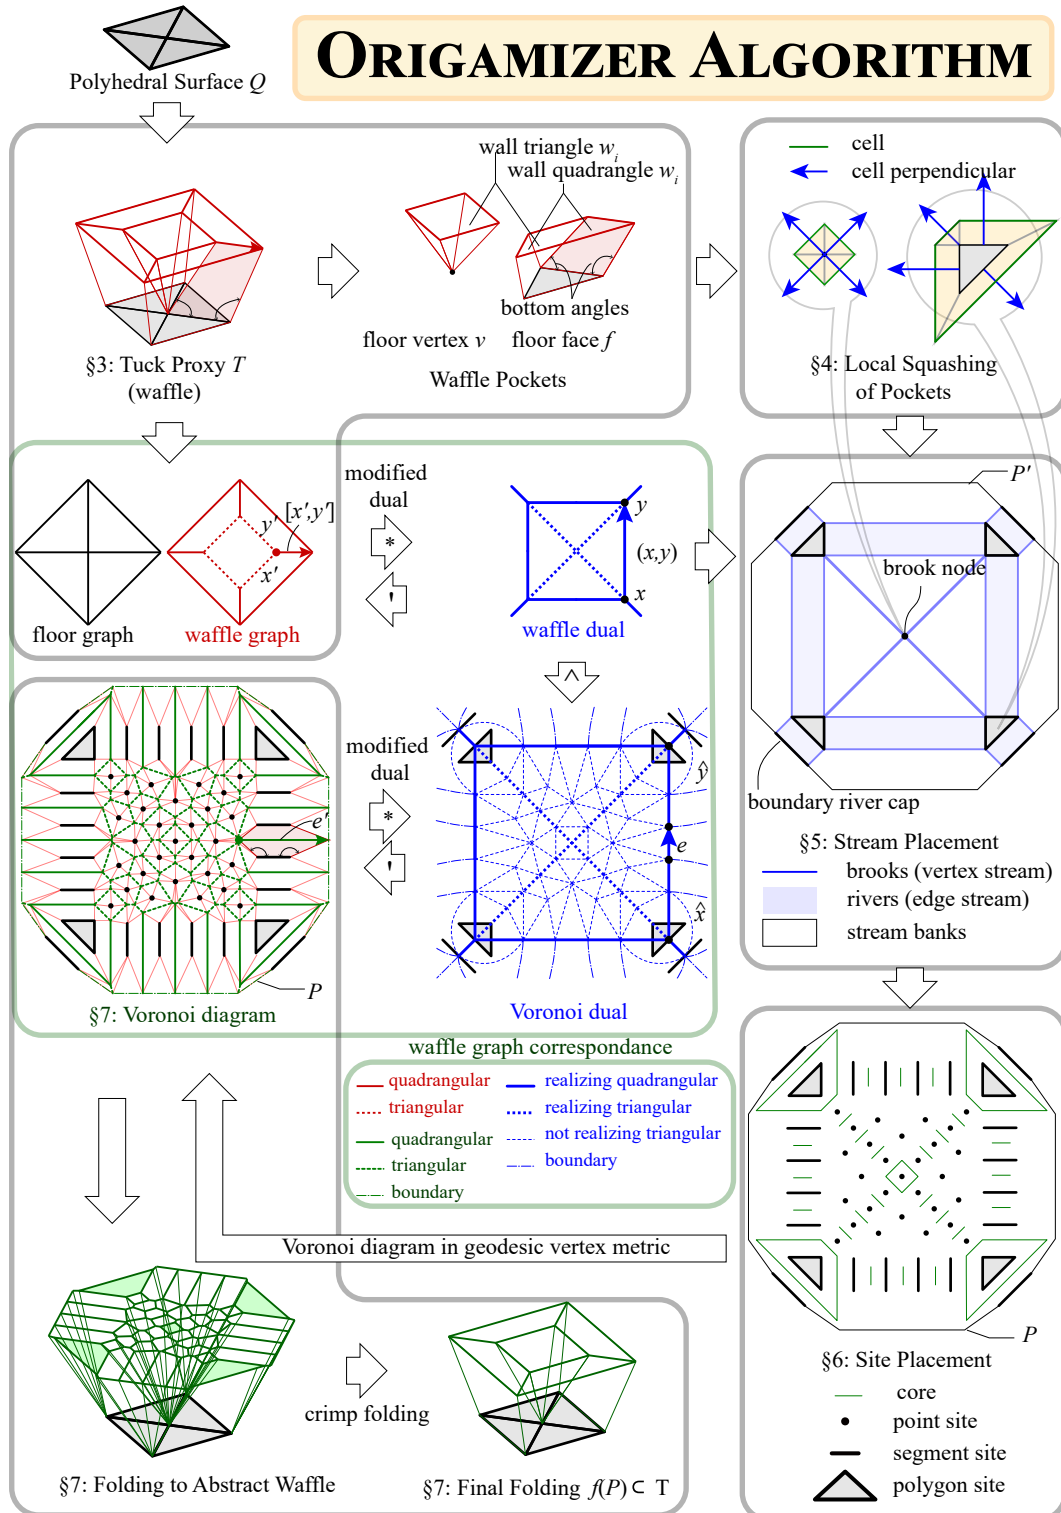 ORIGAMIZER ALGORITHM
Polyhedral Surface Q
wall triangle w_i
wall quadrangle w_i
bottom angles
floor vertex v
floor face f
Waffle Pockets
§3: Tuck Proxy T
(waffle)
cell
cell perpendicular
§4: Local Squashing
of Pockets
floor graph
y'
[x',y']
x'
waffle graph
modified
dual
*
'
y
(x,y)
x
waffle dual
^
P'
brook node
boundary river cap
§5: Stream Placement
brooks (vertex stream)
rivers (edge stream)
stream banks
e'
P
§7: Voronoi diagram
modified
dual
*
'
ŷ
e
x̂
Voronoi dual
waffle graph correspondance
quadrangular
triangular
quadrangular
triangular
boundary
realizing quadrangular
realizing triangular
not realizing triangular
boundary
Voronoi diagram in geodesic vertex metric
P
§6: Site Placement
core
point site
segment site
polygon site
crimp folding
§7: Folding to Abstract Waffle
§7: Final Folding f(P) ⊂ T